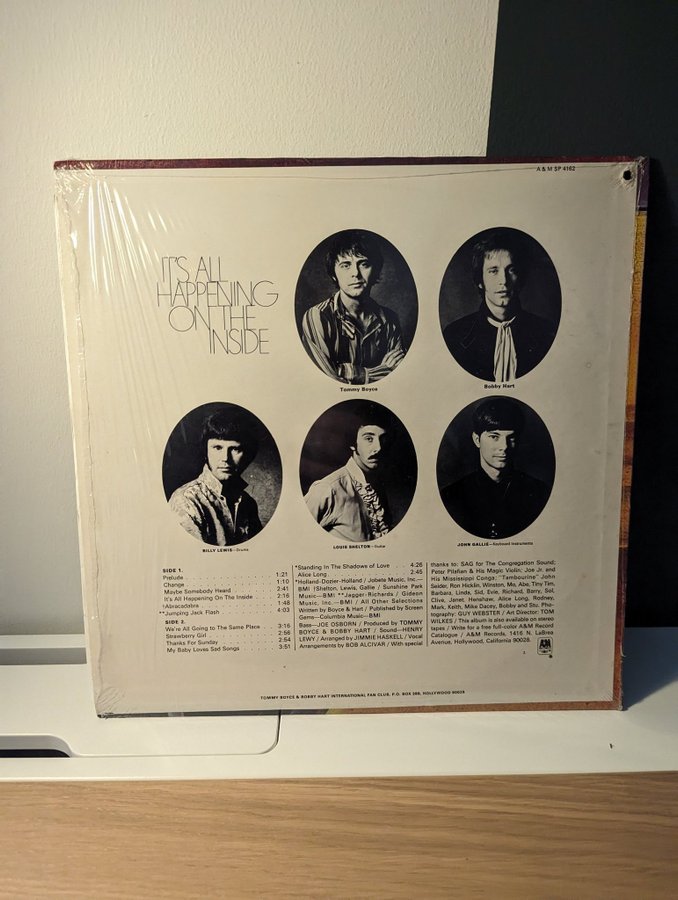 A & M SP 4162
IT'S ALL
HAPPENING
ON THE
INSIDE
Tommy Boyce
Bobby Hart
BILLY LEWIS—Drums
LOUIE SHELTON—Guitar
JOHN GALLIE—Keyboard Instruments
SIDE 1.
Prelude 1:21
Change 1:10
Maybe Somebody Heard 2:41
It's All Happening On The Inside 2:16
†Abracadabra 1:48
**Jumping Jack Flash 4:03
SIDE 2.
We're All Going To The Same Place 3:16
Strawberry Girl 2:56
Thanks For Sunday 2:54
My Baby Loves Sad Songs 3:51
*Standing In The Shadows of Love 4:26
Alice Long 2:45
*Holland-Dozier-Holland / Jobete Music, Inc.—
BMI †Shelton, Lewis, Gallie / Sunshine Park
Music—BMI **Jagger-Richards / Gideon
Music, Inc.—BMI / All Other Selections
Written by Boyce & Hart / Published by Screen
Gems—Columbia Music—BMI
Bass—JOE OSBORN / Produced by TOMMY
BOYCE & BOBBY HART / Sound—HENRY
LEWY / Arranged by JIMMIE HASKELL / Vocal
Arrangements by BOB ALCIVAR / With special
thanks to: SAG for The Congregation Sound;
Peter Pilafian & His Magic Violin; Joe Jr. and
His Mississippi Conga; "Tambourine" John
Seider, Ron Hicklin, Winston, Ma, Abe, Tiny Tim,
Barbara, Linda, Sid, Evie, Richard, Barry, Sol,
Clive, Janet, Henshaw, Alice Long, Rodney,
Mark, Keith, Mike Dacey, Bobby and Stu. Pho-
tography: GUY WEBSTER / Art Director: TOM
WILKES / This album is also available on stereo
tapes / Write for a free full-color A&M Record
Catalogue / A&M Records, 1416 N. LaBrea
Avenue, Hollywood, California 90028.
A&M
TOMMY BOYCE & BOBBY HART INTERNATIONAL FAN CLUB, P.O. BOX 388, HOLLYWOOD 90028